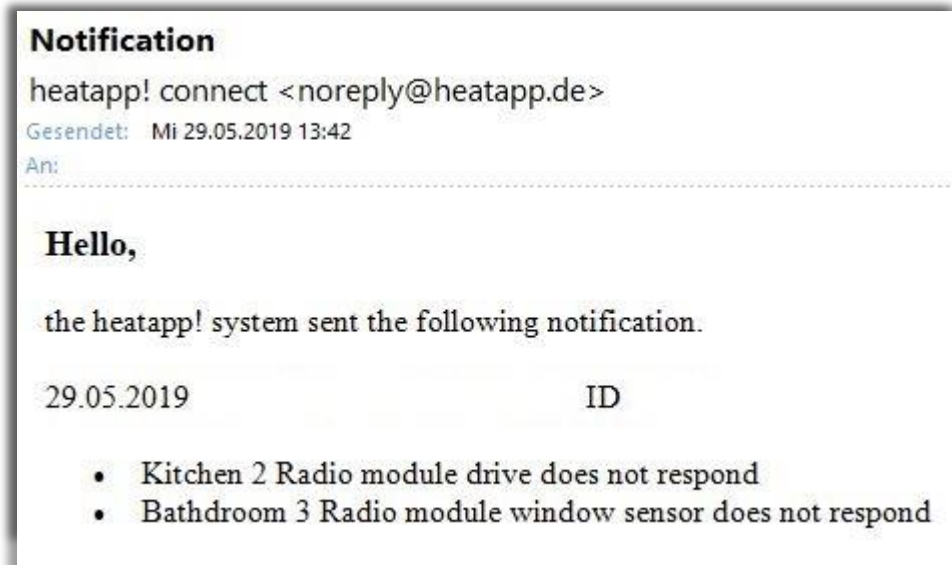 Notification
heatapp! connect <noreply@heatapp.de>
Gesendet: Mi 29.05.2019 13:42
An:
Hello,
the heatapp! system sent the following notification.
29.05.2019 ID
• Kitchen 2 Radio module drive does not respond
• Bathdroom 3 Radio module window sensor does not respond